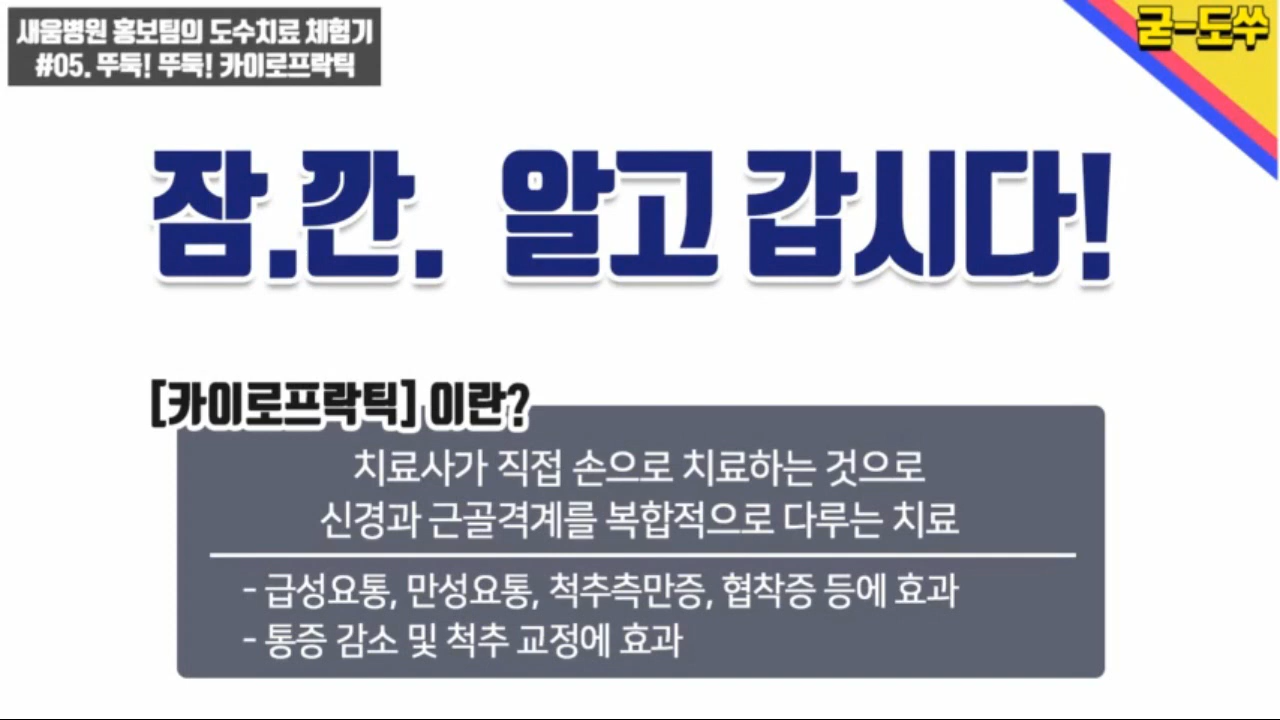 새움병원 홍보팀의 도수치료 체험기
#05. 뚜둑! 뚜둑! 카이로프락틱
굳-도쑤
잠.깐. 알고 갑시다!
[카이로프락틱] 이란?
치료사가 직접 손으로 치료하는 것으로
신경과 근골격계를 복합적으로 다루는 치료
- 급성요통, 만성요통, 척추측만증, 협착증 등에 효과
- 통증 감소 및 척추 교정에 효과